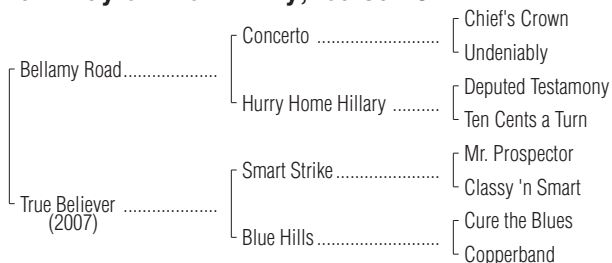 Chief's Crown
Concerto ..................
Undeniably
Bellamy Road...................
Deputed Testamony
Hurry Home Hillary ..........
Ten Cents a Turn
Mr. Prospector
Smart Strike......................
Classy 'n Smart
True Believer ...................
(2007)
Cure the Blues
Blue Hills..........................
Copperband